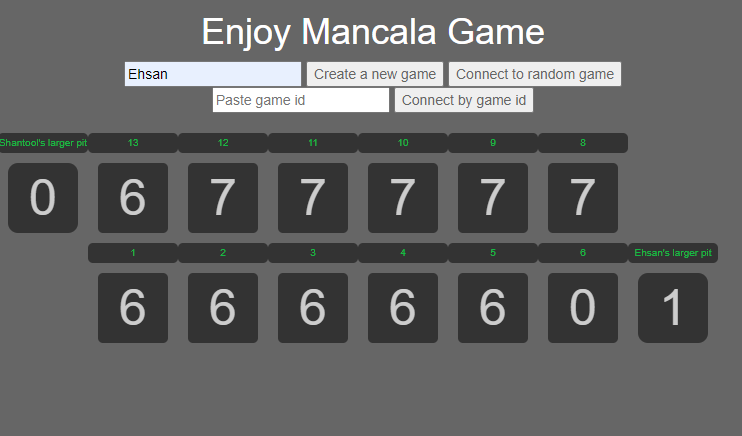 Enjoy Mancala Game
Ehsan Create a new game Connect to random game
Paste game id Connect by game id
Shantool's larger pit 13 12 11 10 9 8
0 6 7 7 7 7 7
1 2 3 4 5 6 Ehsan's larger pit
6 6 6 6 6 0 1